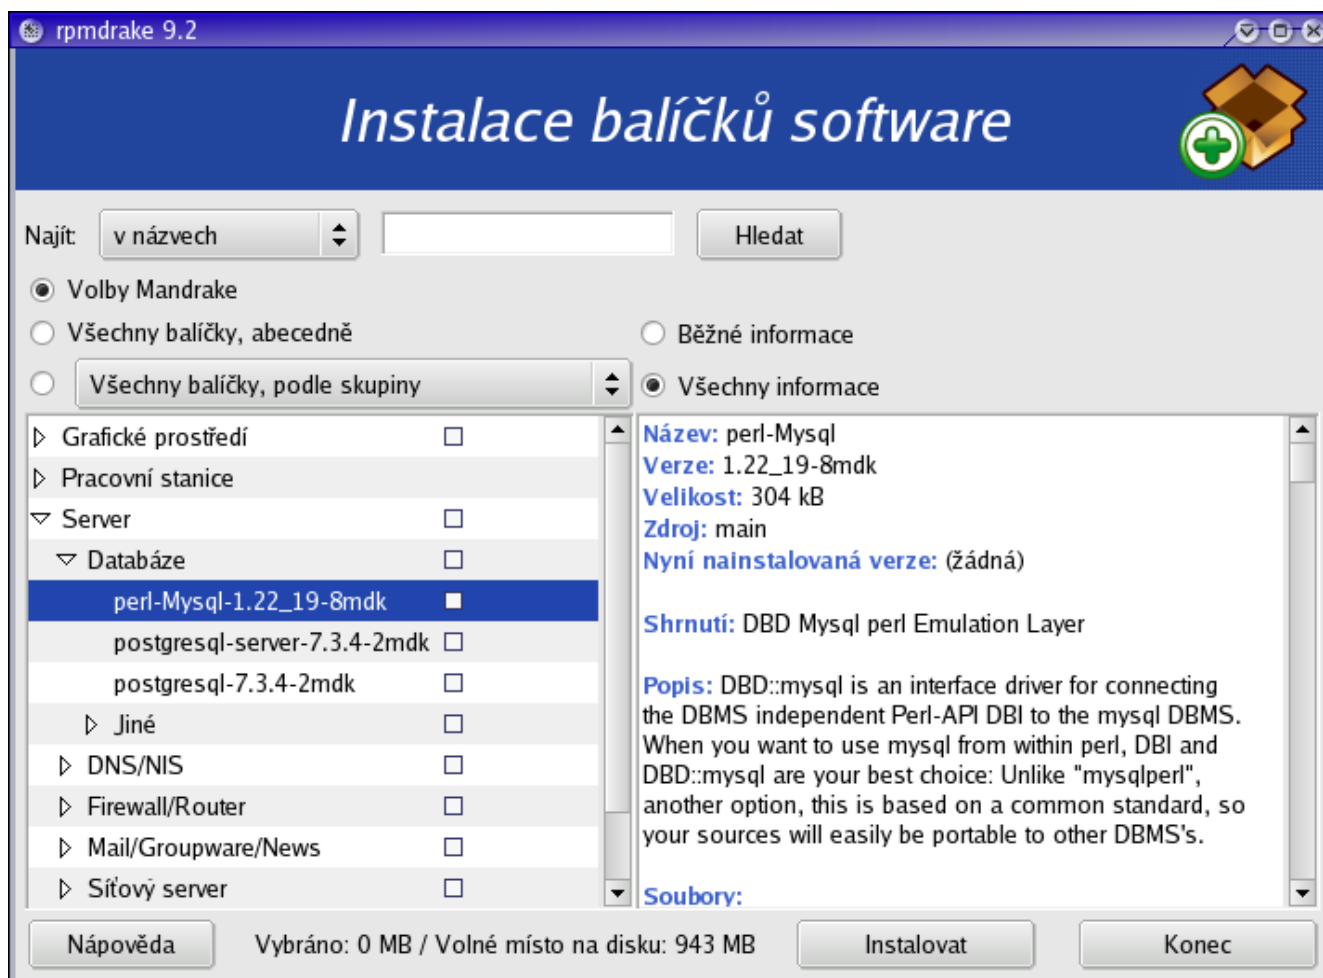 rpmdrake 9.2
Instalace balíčků software
Najít: v názvech Hledat
Volby Mandrake
Všechny balíčky, abecedně
Všechny balíčky, podle skupiny
Běžné informace
Všechny informace
Grafické prostředí
Pracovní stanice
Server
Databáze
perl-Mysql-1.22_19-8mdk
postgresql-server-7.3.4-2mdk
postgresql-7.3.4-2mdk
Jiné
DNS/NIS
Firewall/Router
Mail/Groupware/News
Síťový server
Název: perl-Mysql
Verze: 1.22_19-8mdk
Velikost: 304 kB
Zdroj: main
Nyní nainstalovaná verze: (žádná)
Shrnutí: DBD Mysql perl Emulation Layer
Popis: DBD::mysql is an interface driver for connecting
the DBMS independent Perl-API DBI to the mysql DBMS.
When you want to use mysql from within perl, DBI and
DBD::mysql are your best choice: Unlike "mysqlperl",
another option, this is based on a common standard, so
your sources will easily be portable to other DBMS's.
Soubory:
Nápověda Vybráno: 0 MB / Volné místo na disku: 943 MB Instalovat Konec